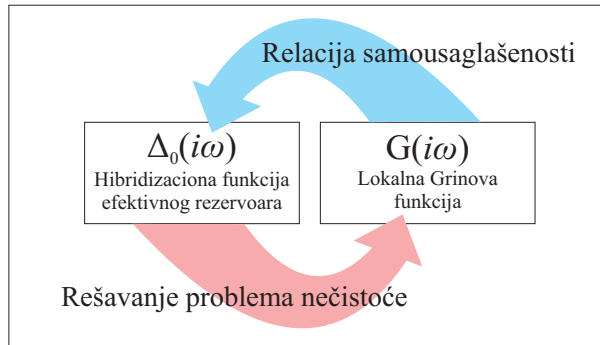 Relacija samousaglašenosti
Δ₀(iω)
Hibridizaciona funkcija
efektivnog rezervoara
G(iω)
Lokalna Grinova
funkcija
Rešavanje problema nečistoće